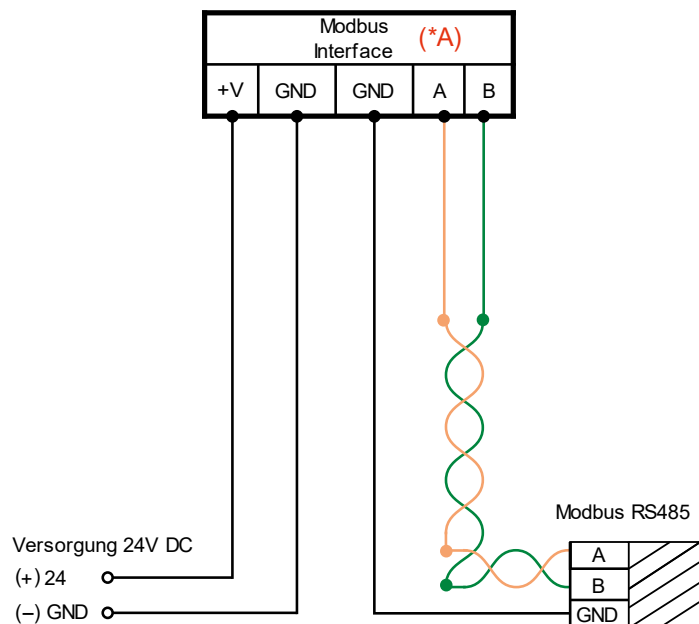 Modbus
Interface (*A)
+V GND GND A B
Modbus RS485
Versorgung 24V DC
A
(+) 24
B
(−) GND
GND